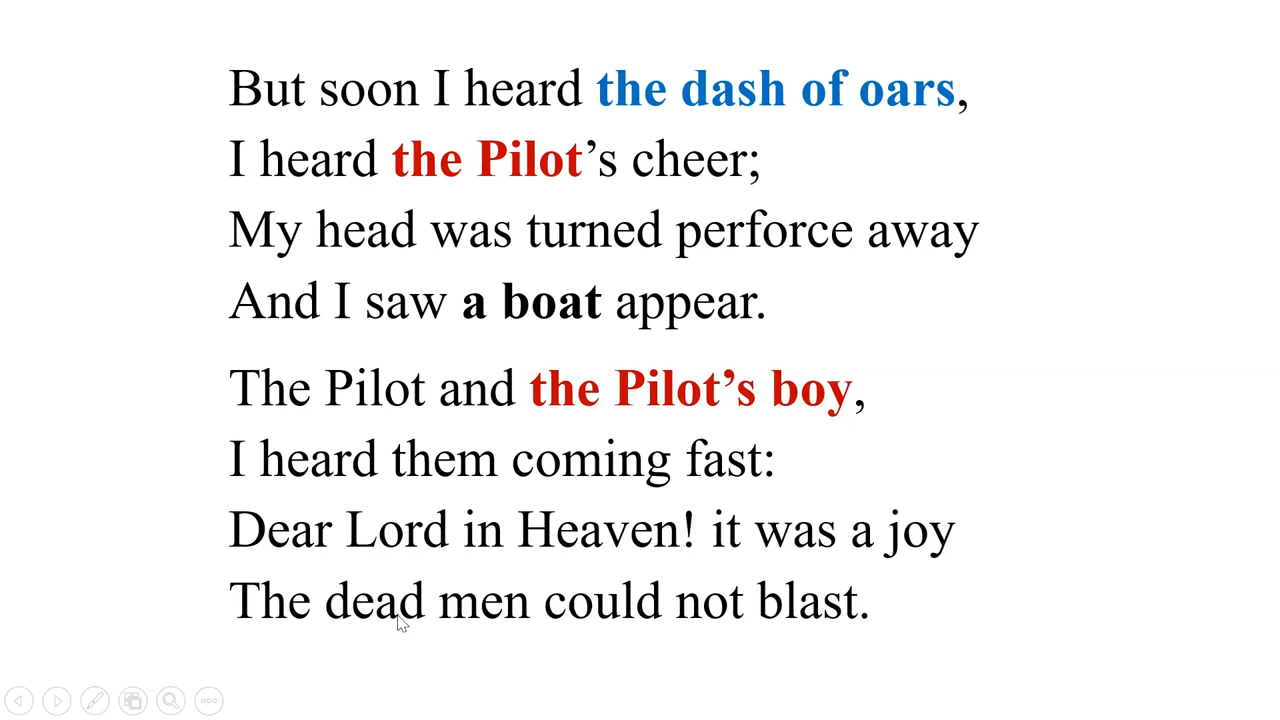 But soon I heard the dash of oars,
I heard the Pilot’s cheer;
My head was turned perforce away
And I saw a boat appear.
The Pilot and the Pilot’s boy,
I heard them coming fast:
Dear Lord in Heaven! it was a joy
The dead men could not blast.